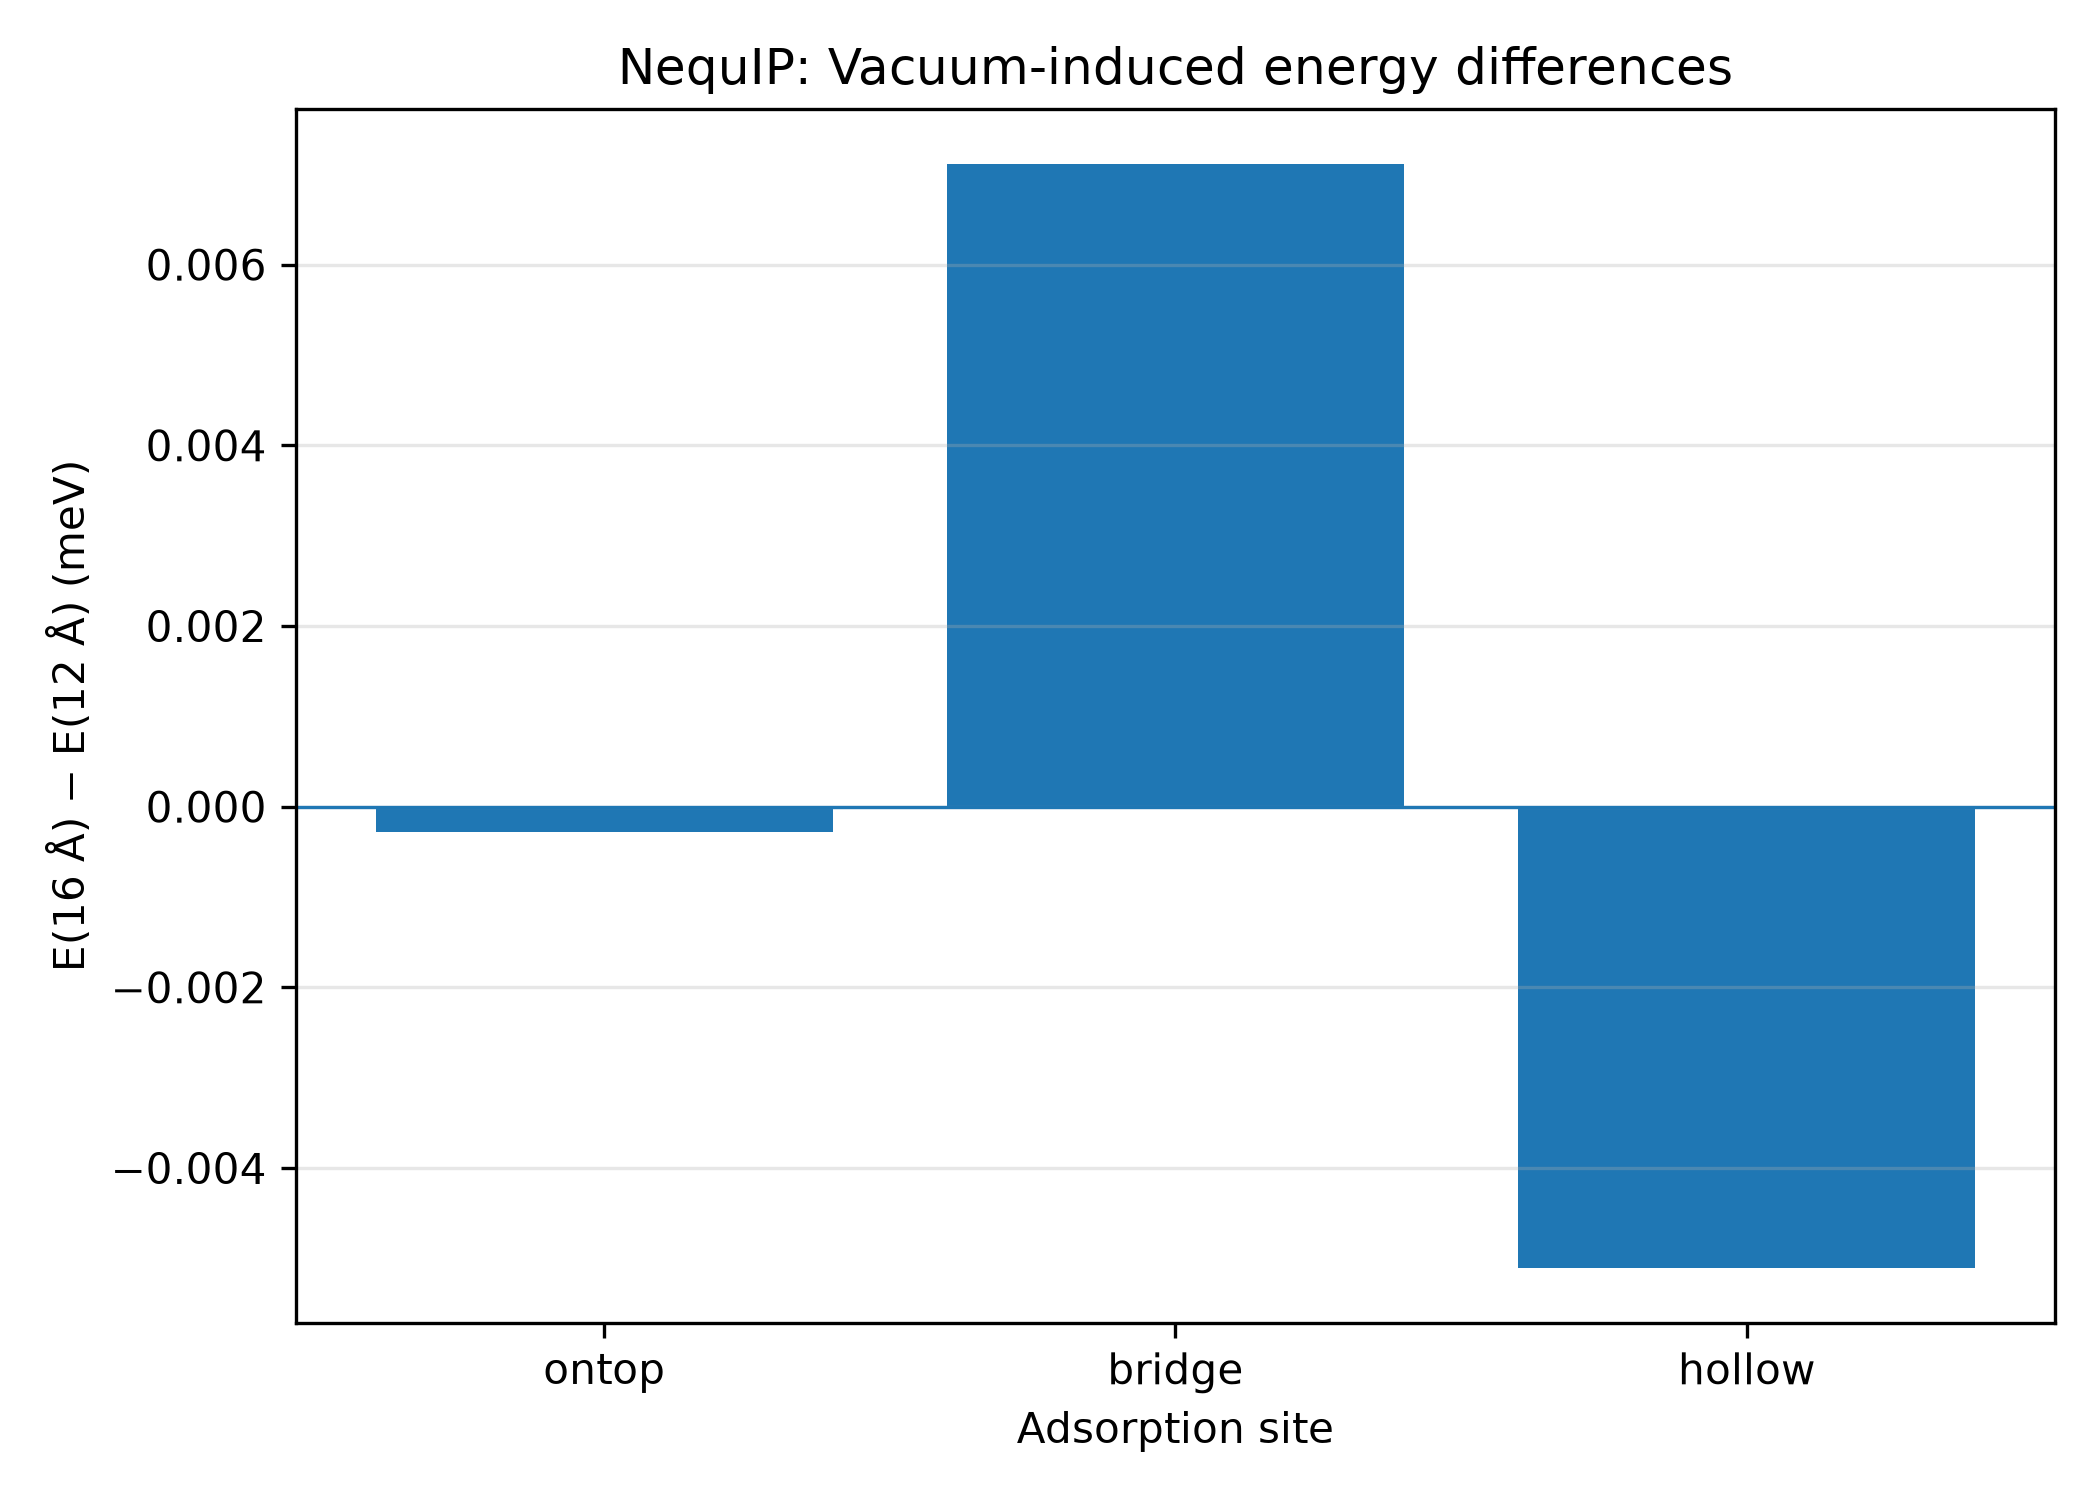 NequIP: Vacuum-induced energy differences
E(16 Å) − E(12 Å) (meV)
0.006
0.004
0.002
0.000
−0.002
−0.004
ontop
bridge
hollow
Adsorption site